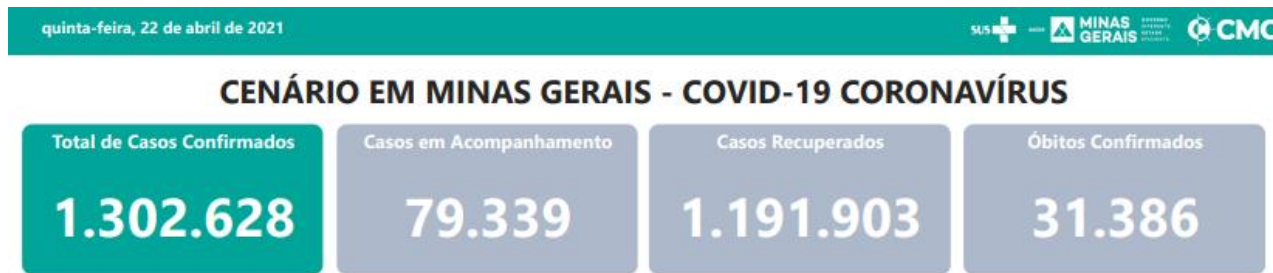 quinta-feira, 22 de abril de 2021
SUS
MINAS
GERAIS
CMC
CENÁRIO EM MINAS GERAIS - COVID-19 CORONAVÍRUS
Total de Casos Confirmados
1.302.628
Casos em Acompanhamento
79.339
Casos Recuperados
1.191.903
Óbitos Confirmados
31.386